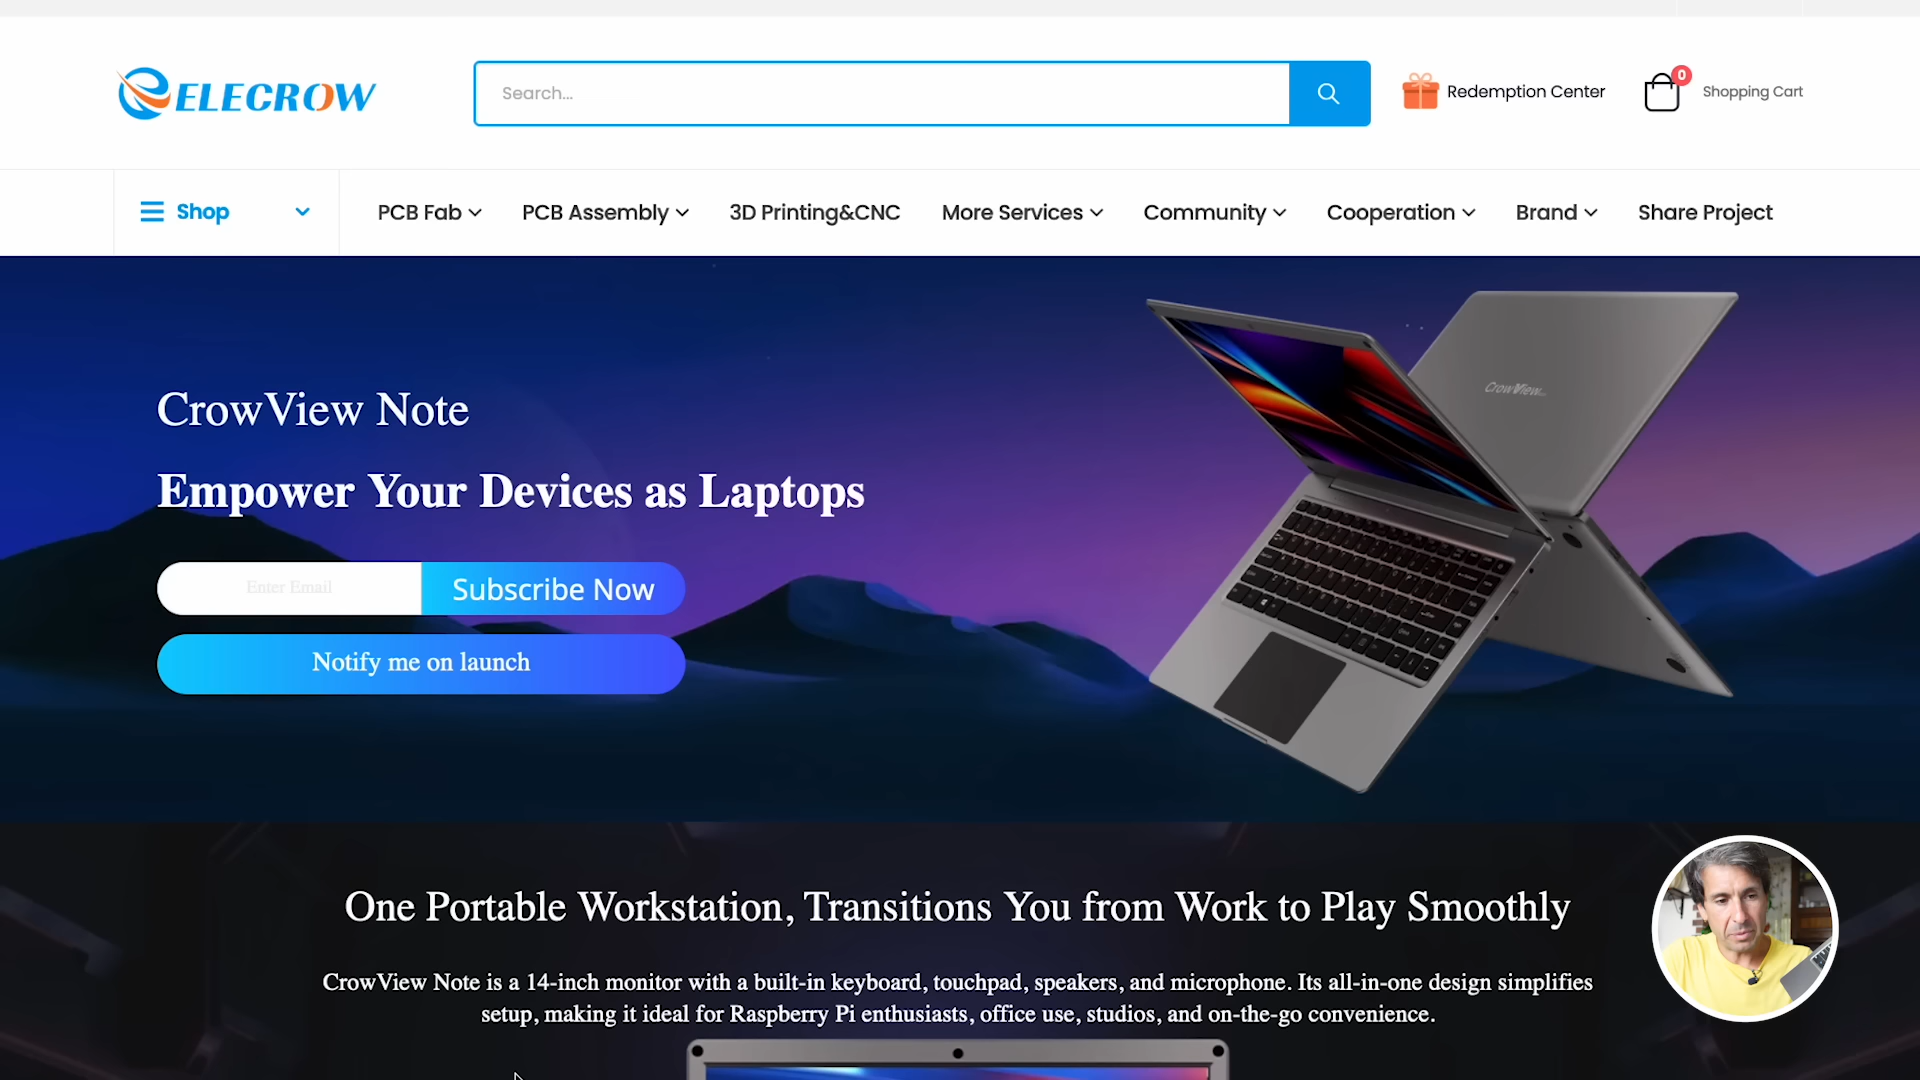 ELECROW
Search...
Redemption Center
0
Shopping Cart
Shop
PCB Fab
PCB Assembly
3D Printing&CNC
More Services
Community
Cooperation
Brand
Share Project
CrowView Note
Empower Your Devices as Laptops
Enter Email
Subscribe Now
Notify me on launch
CrowView
One Portable Workstation, Transitions You from Work to Play Smoothly
CrowView Note is a 14-inch monitor with a built-in keyboard, touchpad, speakers, and microphone. Its all-in-one design simplifies
setup, making it ideal for Raspberry Pi enthusiasts, office use, studios, and on-the-go convenience.